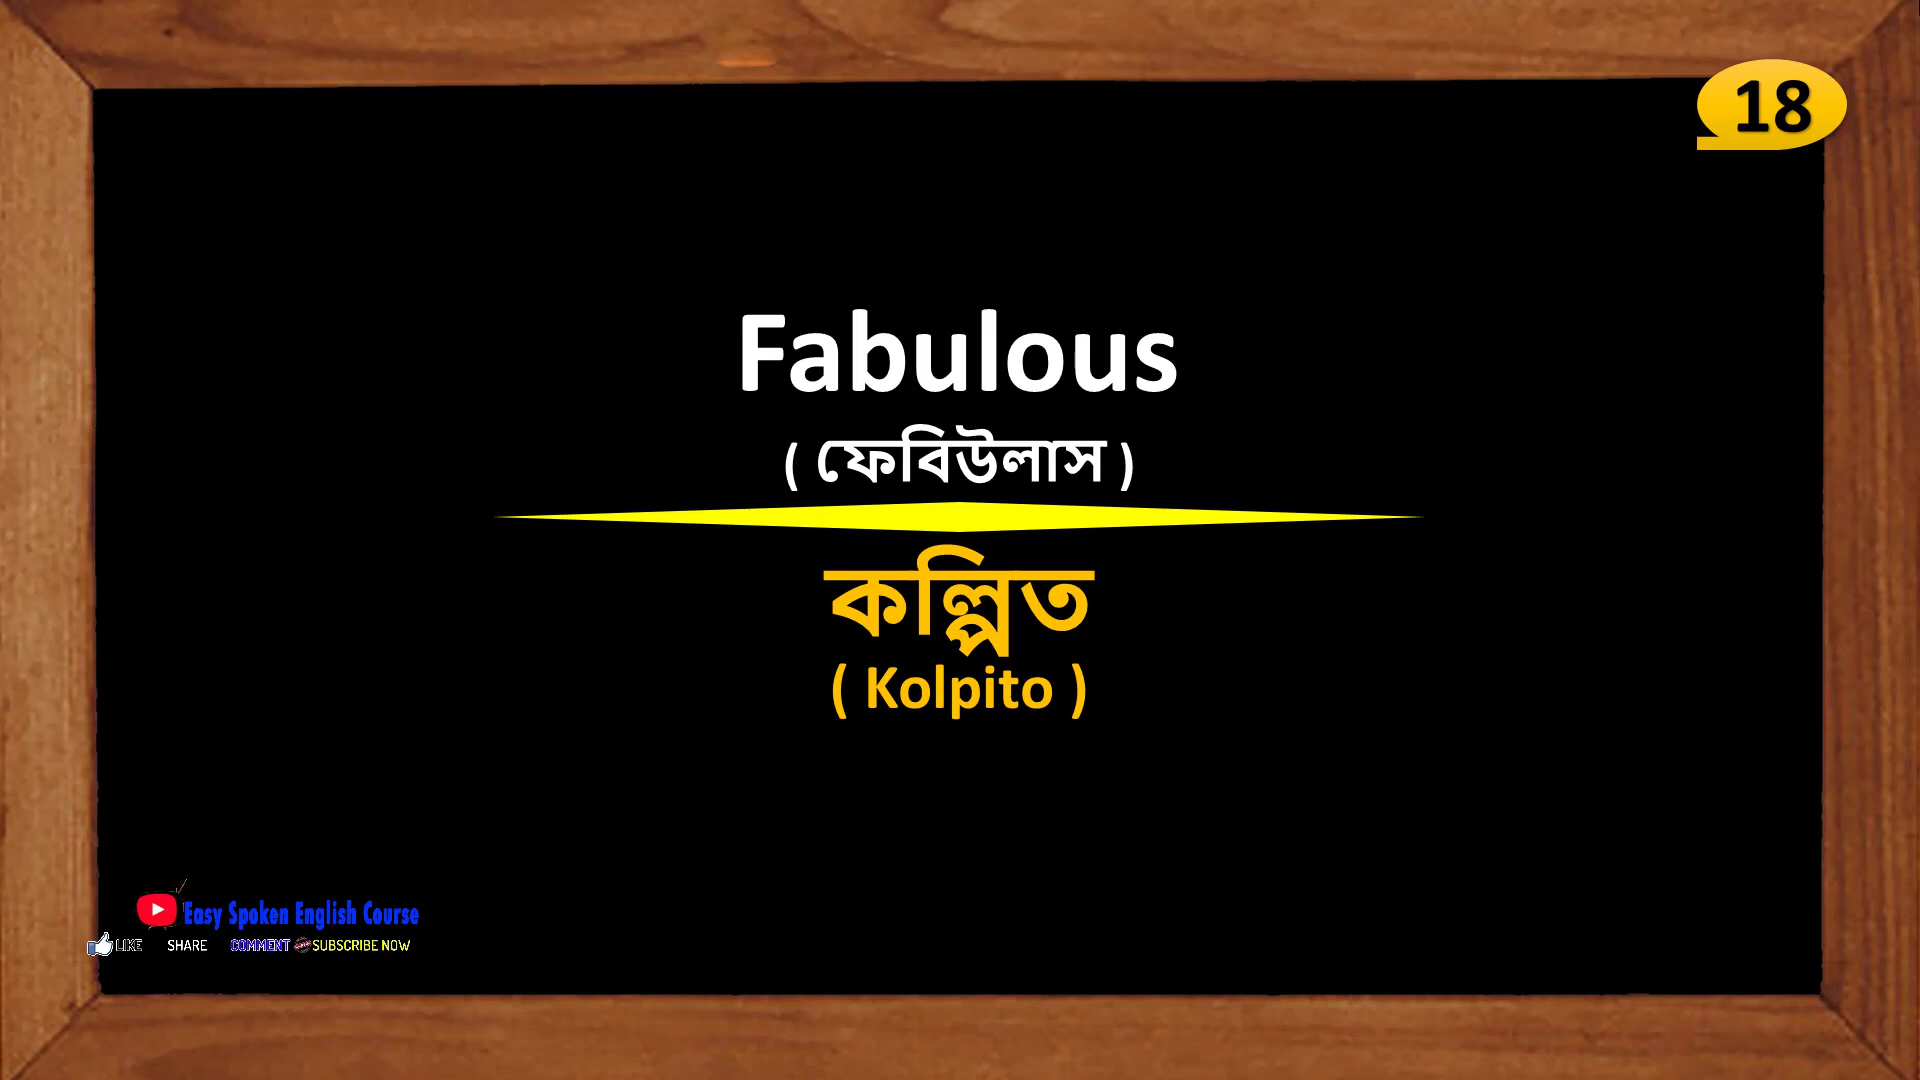 18
Fabulous
( ফেবিউলাস )
কল্পিত
( Kolpito )
Easy Spoken English Course
LIKE SHARE COMMENT SUBSCRIBE NOW